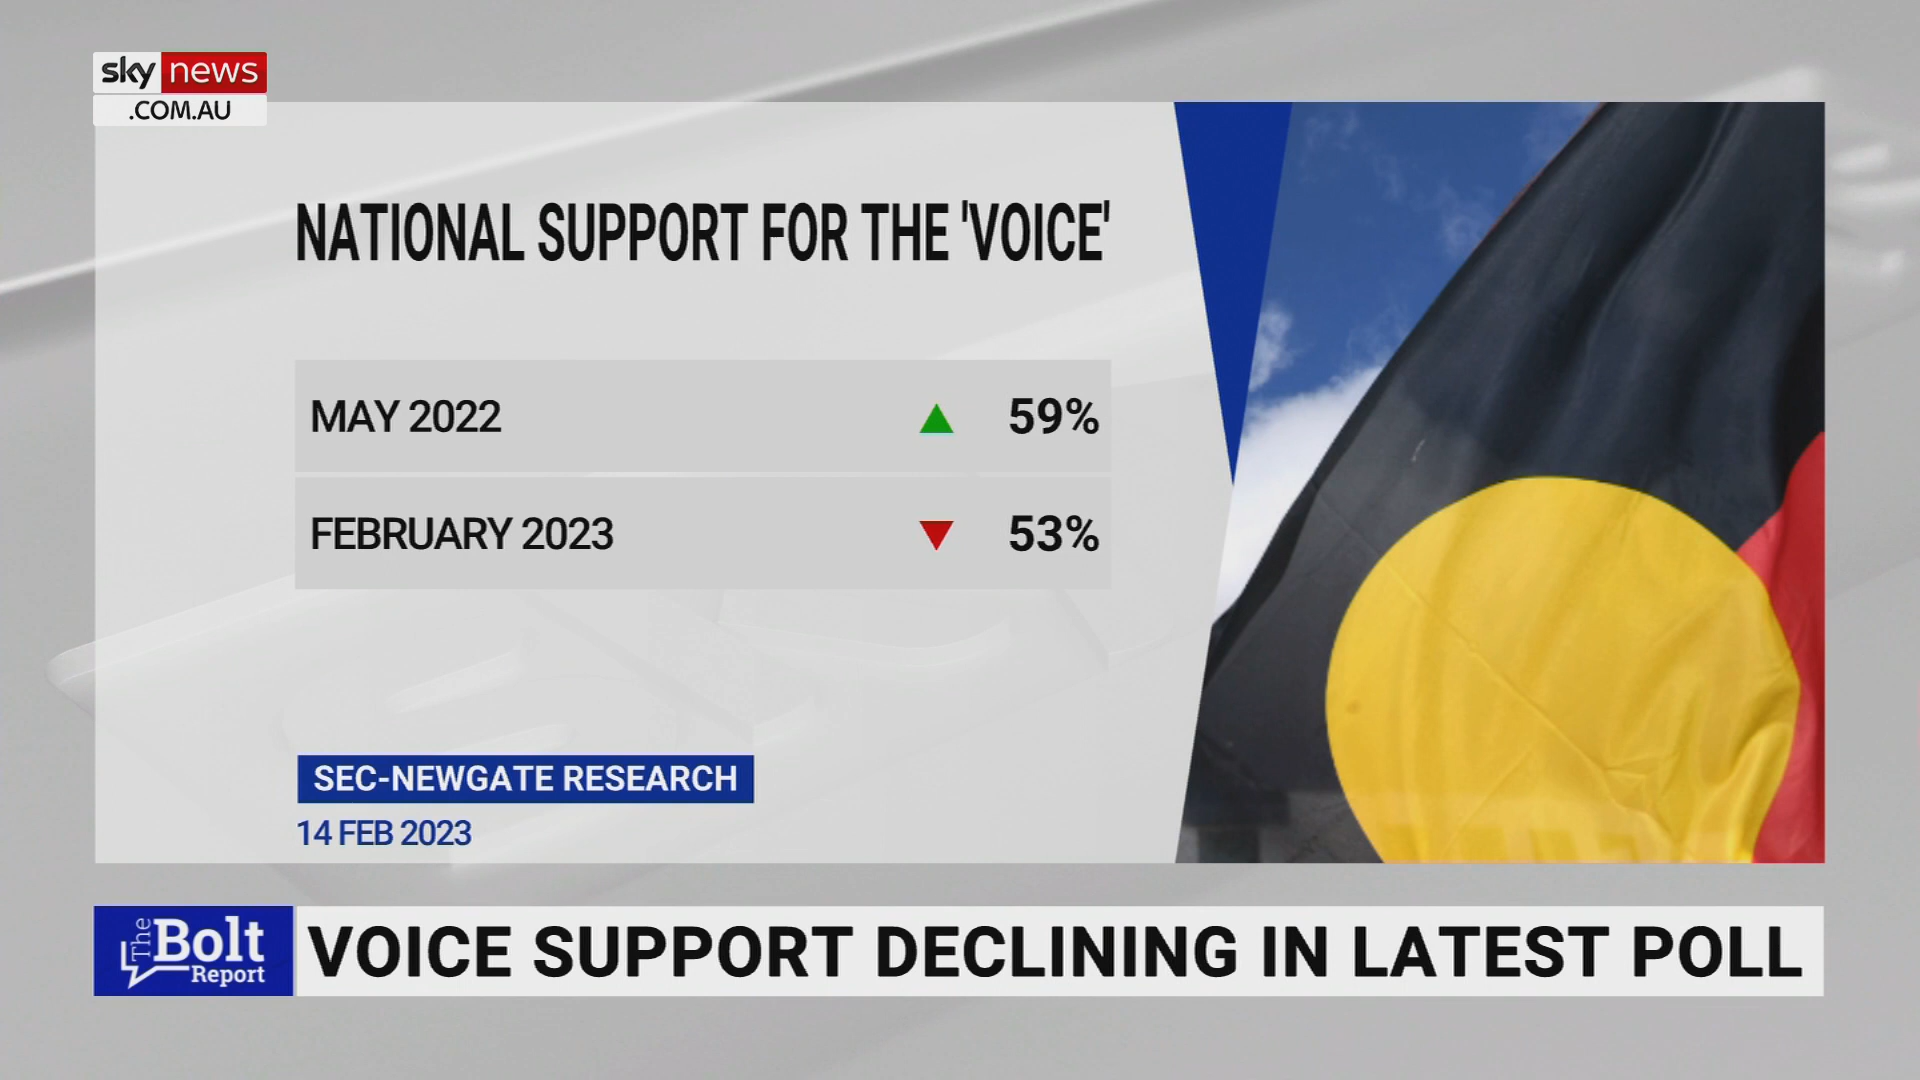 sky news
.COM.AU
NATIONAL SUPPORT FOR THE 'VOICE'
MAY 2022 59%
FEBRUARY 2023 53%
SEC-NEWGATE RESEARCH
14 FEB 2023
The Bolt Report
VOICE SUPPORT DECLINING IN LATEST POLL